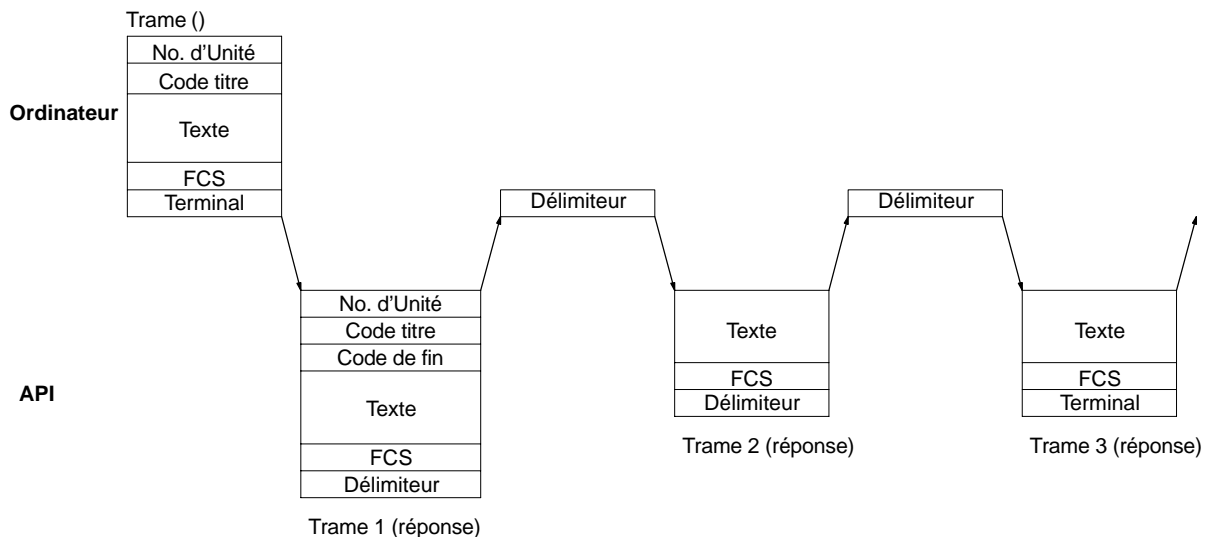 Trame ()
No. d’Unité
Code titre
Ordinateur
Texte
FCS
Terminal
Délimiteur
Délimiteur
No. d’Unité
Code titre
Code de fin
Texte
FCS
Délimiteur
API
Texte
FCS
Délimiteur
Texte
FCS
Terminal
Trame 1 (réponse)
Trame 2 (réponse)
Trame 3 (réponse)